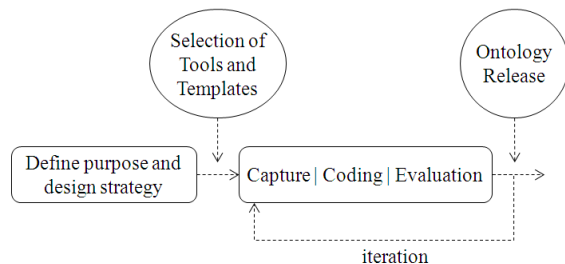 Selection of
Tools and
Templates
Ontology
Release
Define purpose and
design strategy
Capture | Coding | Evaluation
iteration